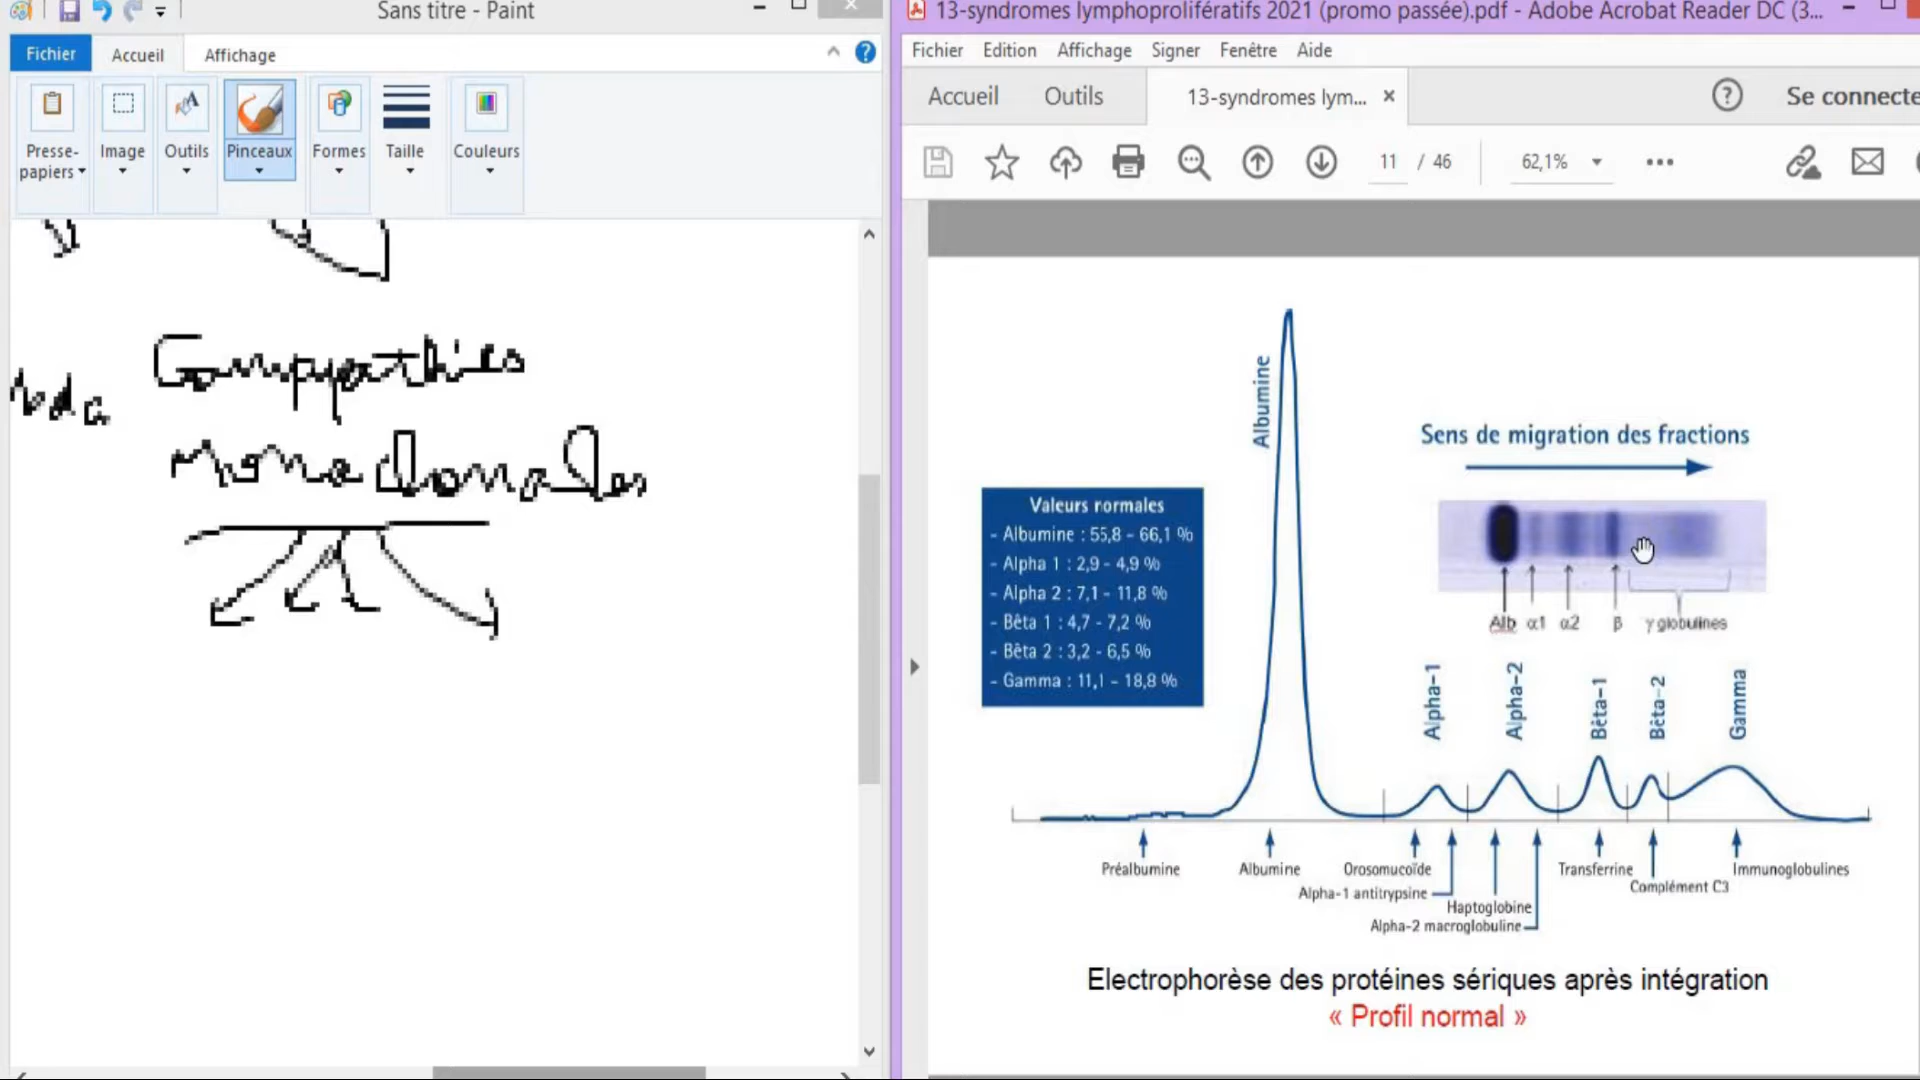 Sans titre - Paint
Fichier
Accueil
Affichage
Presse-
papiers
Image
Outils
Pinceaux
Formes
Taille
Couleurs
Gampypathies
Monoclonales
13-syndromes lymphoprolifératifs 2021 (promo passée).pdf - Adobe Acrobat Reader DC (3...
Fichier Edition Affichage Signer Fenêtre Aide
Accueil Outils 13-syndromes lym... Se connecte
11 / 46 62,1%
Albumine
Sens de migration des fractions
Valeurs normales
- Albumine : 55,8 - 66,1 %
- Alpha 1 : 2,9 - 4,9 %
- Alpha 2 : 7,1 - 11,8 %
- Bêta 1 : 4,7 - 7,2 %
- Bêta 2 : 3,2 - 6,5 %
- Gamma : 11,1 - 18,8 %
Alb α1 α2 β γ globulines
Alpha-1
Alpha-2
Bêta-1
Bêta-2
Gamma
Préalbumine
Albumine
Orosomucoïde
Alpha-1 antitrypsine
Haptoglobine
Alpha-2 macroglobuline
Transferrine
Complément C3
Immunoglobulines
Electrophorèse des protéines sériques après intégration
« Profil normal »